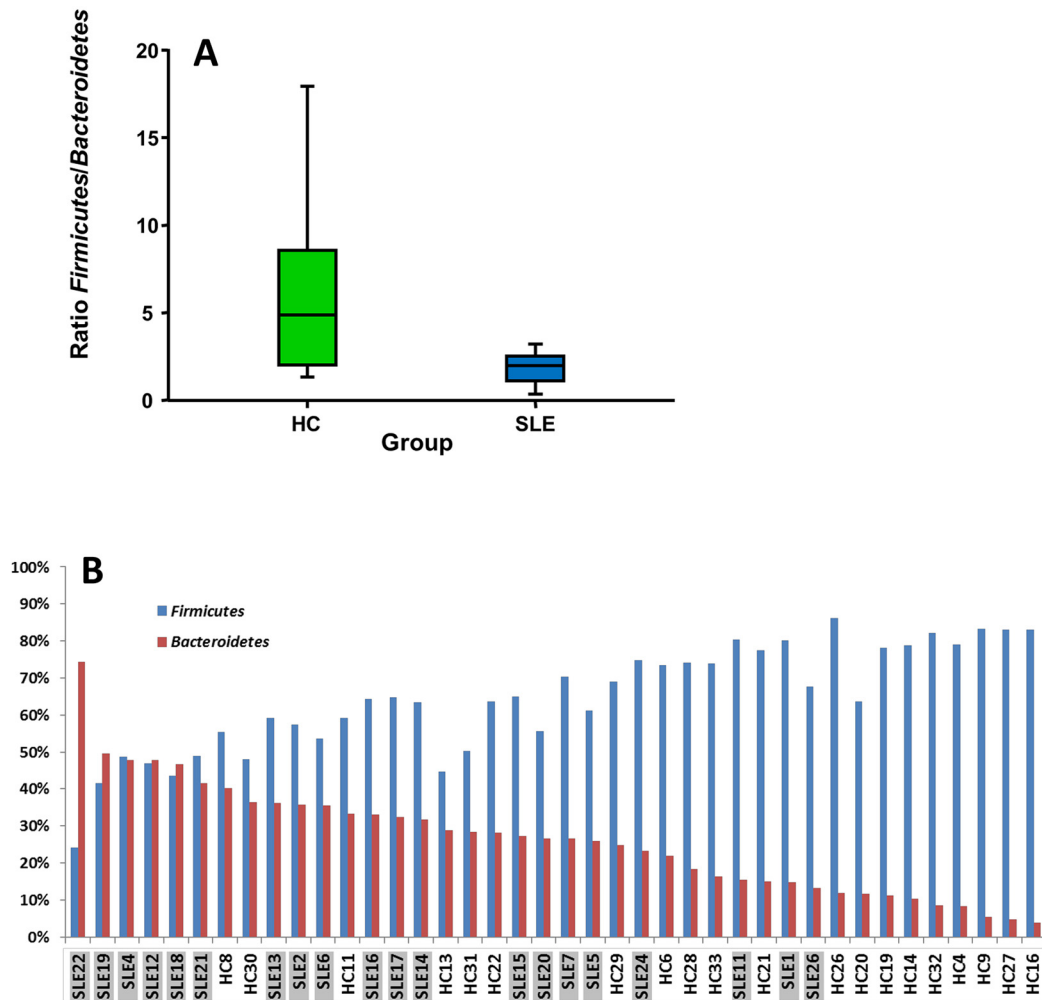 A
Ratio Firmicutes/Bacteroidetes
20
15
10
5
0
HC SLE
Group
B
100%
90%
80%
70%
60%
50%
40%
30%
20%
10%
0%
Firmicutes
Bacteroidetes
SLE22 SLE19 SLE4 SLE12 SLE18 SLE21 HC8 HC30 SLE13 SLE2 SLE6 HC11 SLE16 SLE17 SLE14 HC13 HC31 HC22 SLE15 SLE20 SLE7 SLE5 HC29 SLE24 HC6 HC28 HC33 SLE11 HC21 SLE1 SLE26 HC26 HC20 HC19 HC14 HC32 HC4 HC9 HC27 HC16